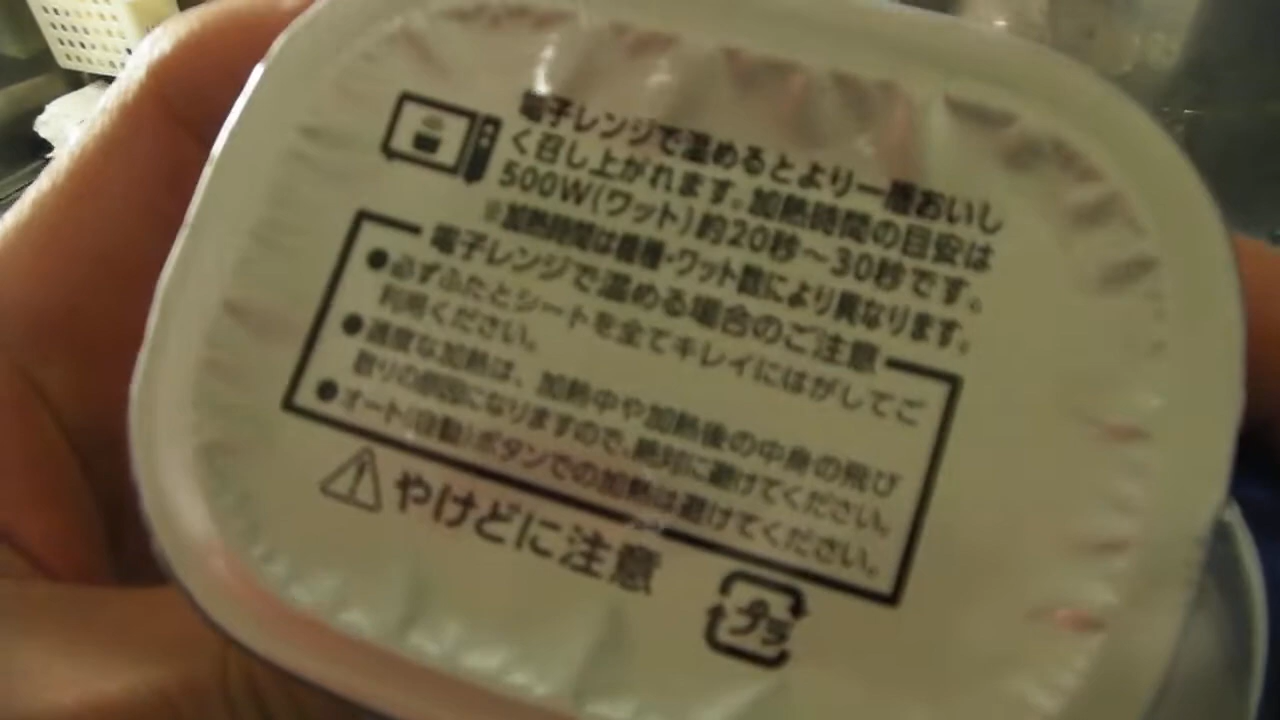 電子レンジで温めるとより一層おいし
く召し上がれます。加熱時間の目安は
500W(ワット)約20秒～30秒です。
※加熱時間は機種・ワット数により異なります。
電子レンジで温める場合のご注意
●必ずふたとシートを全てキレイにはがしてご
利用ください。
●過度な加熱は、加熱中や加熱後の中身の飛び
散りの原因になりますので、絶対に避けてください。
●オート(自動)ボタンでの加熱は避けてください。
やけどに注意
プラ